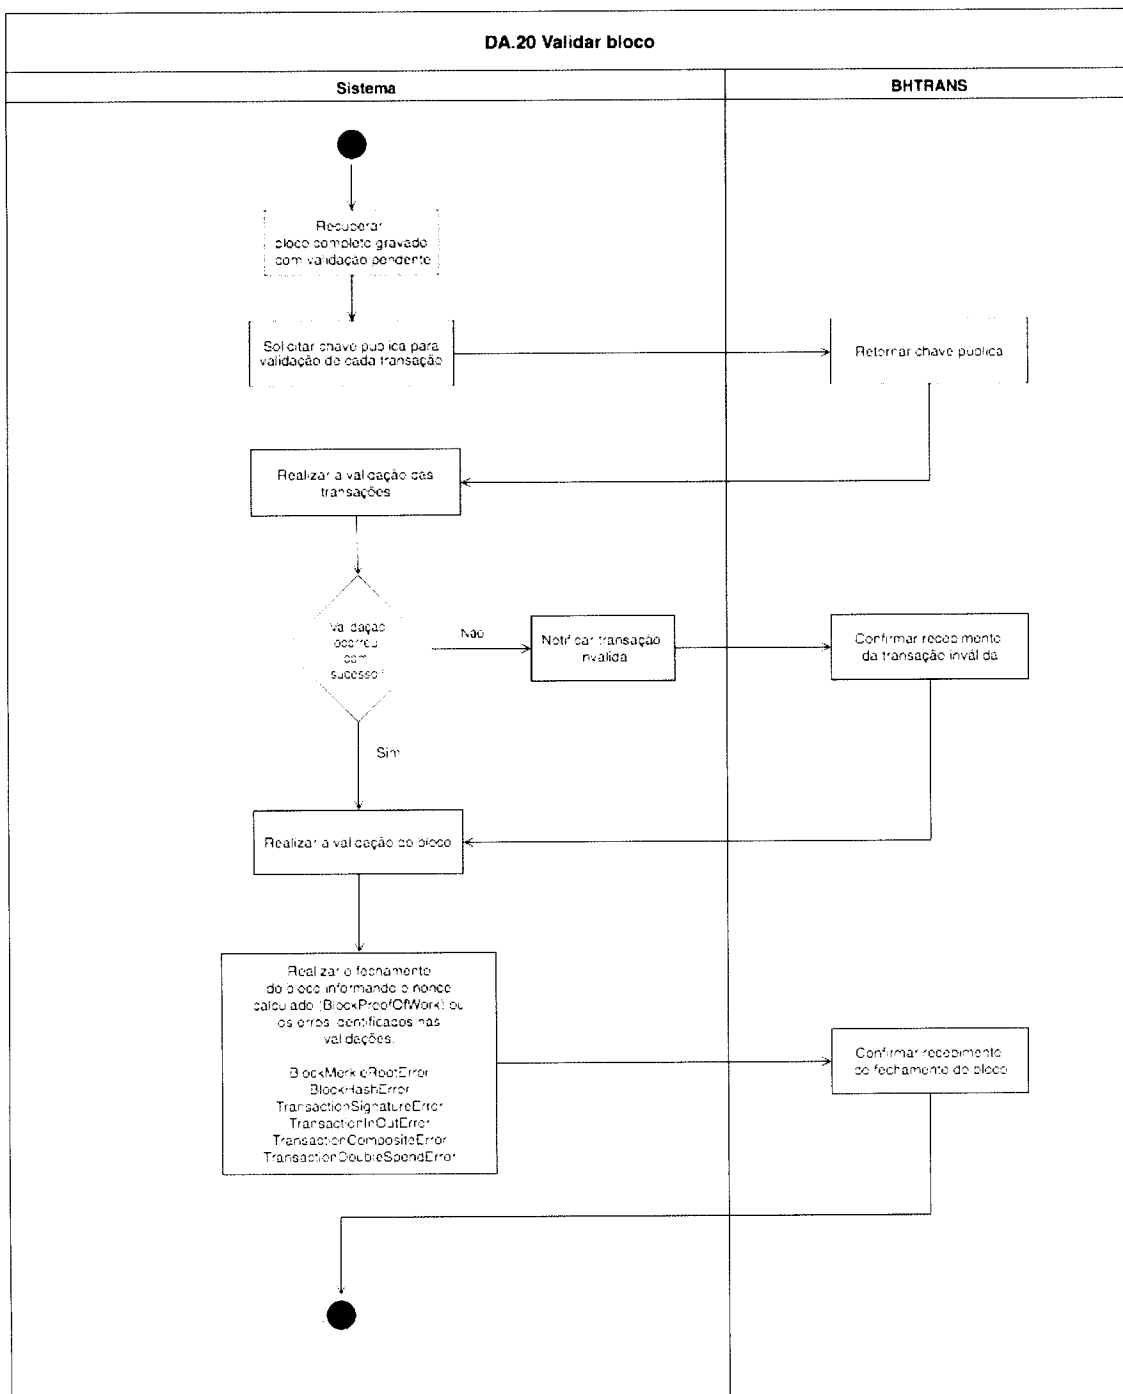 DA.20 Validar bloco
Sistema
BHTRANS
Recuperar
bloco completo gravado
com validação pendente
Solicitar chave pública para
validação de cada transação
Retornar chave pública
Realizar a validação das
transações
Validação
ocorreu
com
sucesso?
Não
Notificar transação
inválida
Confirmar recebimento
da transação inválida
Sim
Realizar a validação do bloco
Realizar o fechamento
do bloco informando o nonce
calculado (BlockProofOfWork) ou
os erros identificados nas
validações.
BlockMerkleRootError
BlockHashError
TransactionSignatureError
TransactionInOutError
TransactionCompositeError
TransactionDoubleSpendError
Confirmar recebimento
do fechamento do bloco